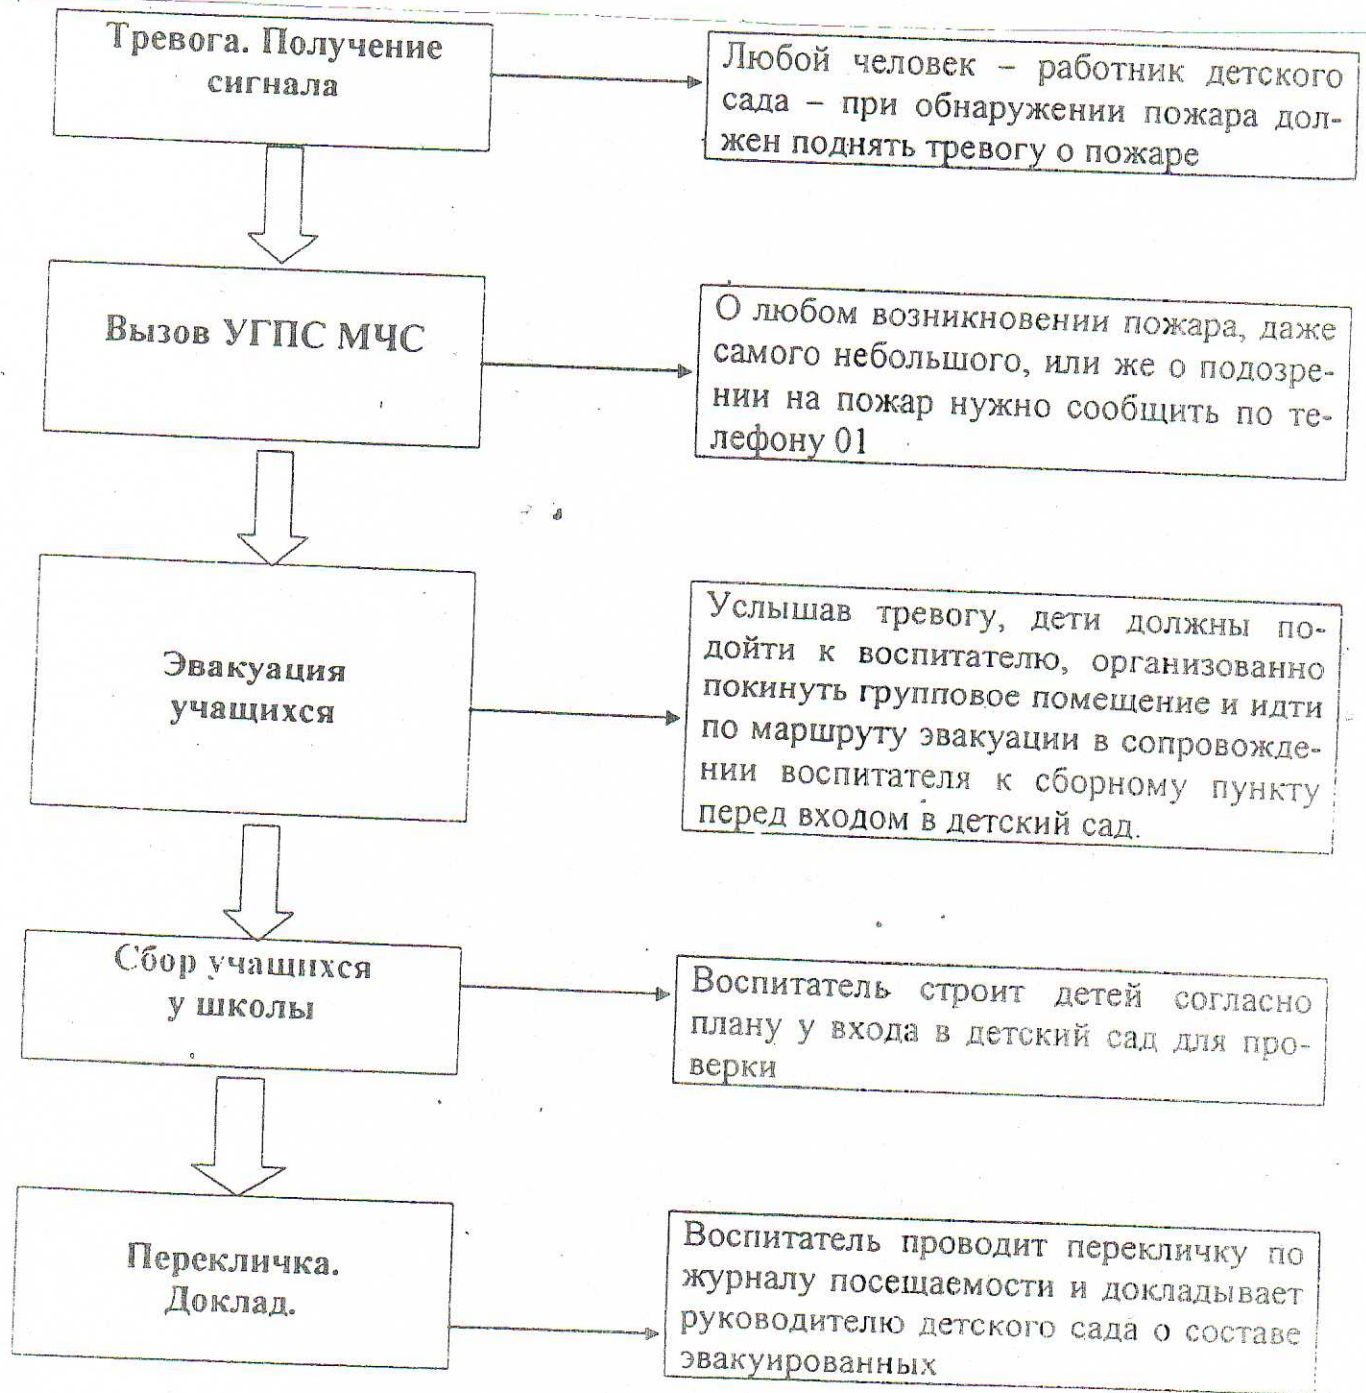 Тревога. Получение
сигнала
Любой человек – работник детского
сада – при обнаружении пожара дол-
жен поднять тревогу о пожаре
Вызов УГПС МЧС
О любом возникновении пожара, даже
самого небольшого, или же о подозре-
нии на пожар нужно сообщить по те-
лефону 01
Эвакуация
учащихся
Услышав тревогу, дети должны по-
дойти к воспитателю, организованно
покинуть групповое помещение и идти
по маршруту эвакуации в сопровожде-
нии воспитателя к сборному пункту
перед входом в детский сад.
Сбор учащихся
у школы
Воспитатель строит детей согласно
плану у входа в детский сад для про-
верки
Перекличка.
Доклад.
Воспитатель проводит перекличку по
журналу посещаемости и докладывает
руководителю детского сада о составе
эвакуированных